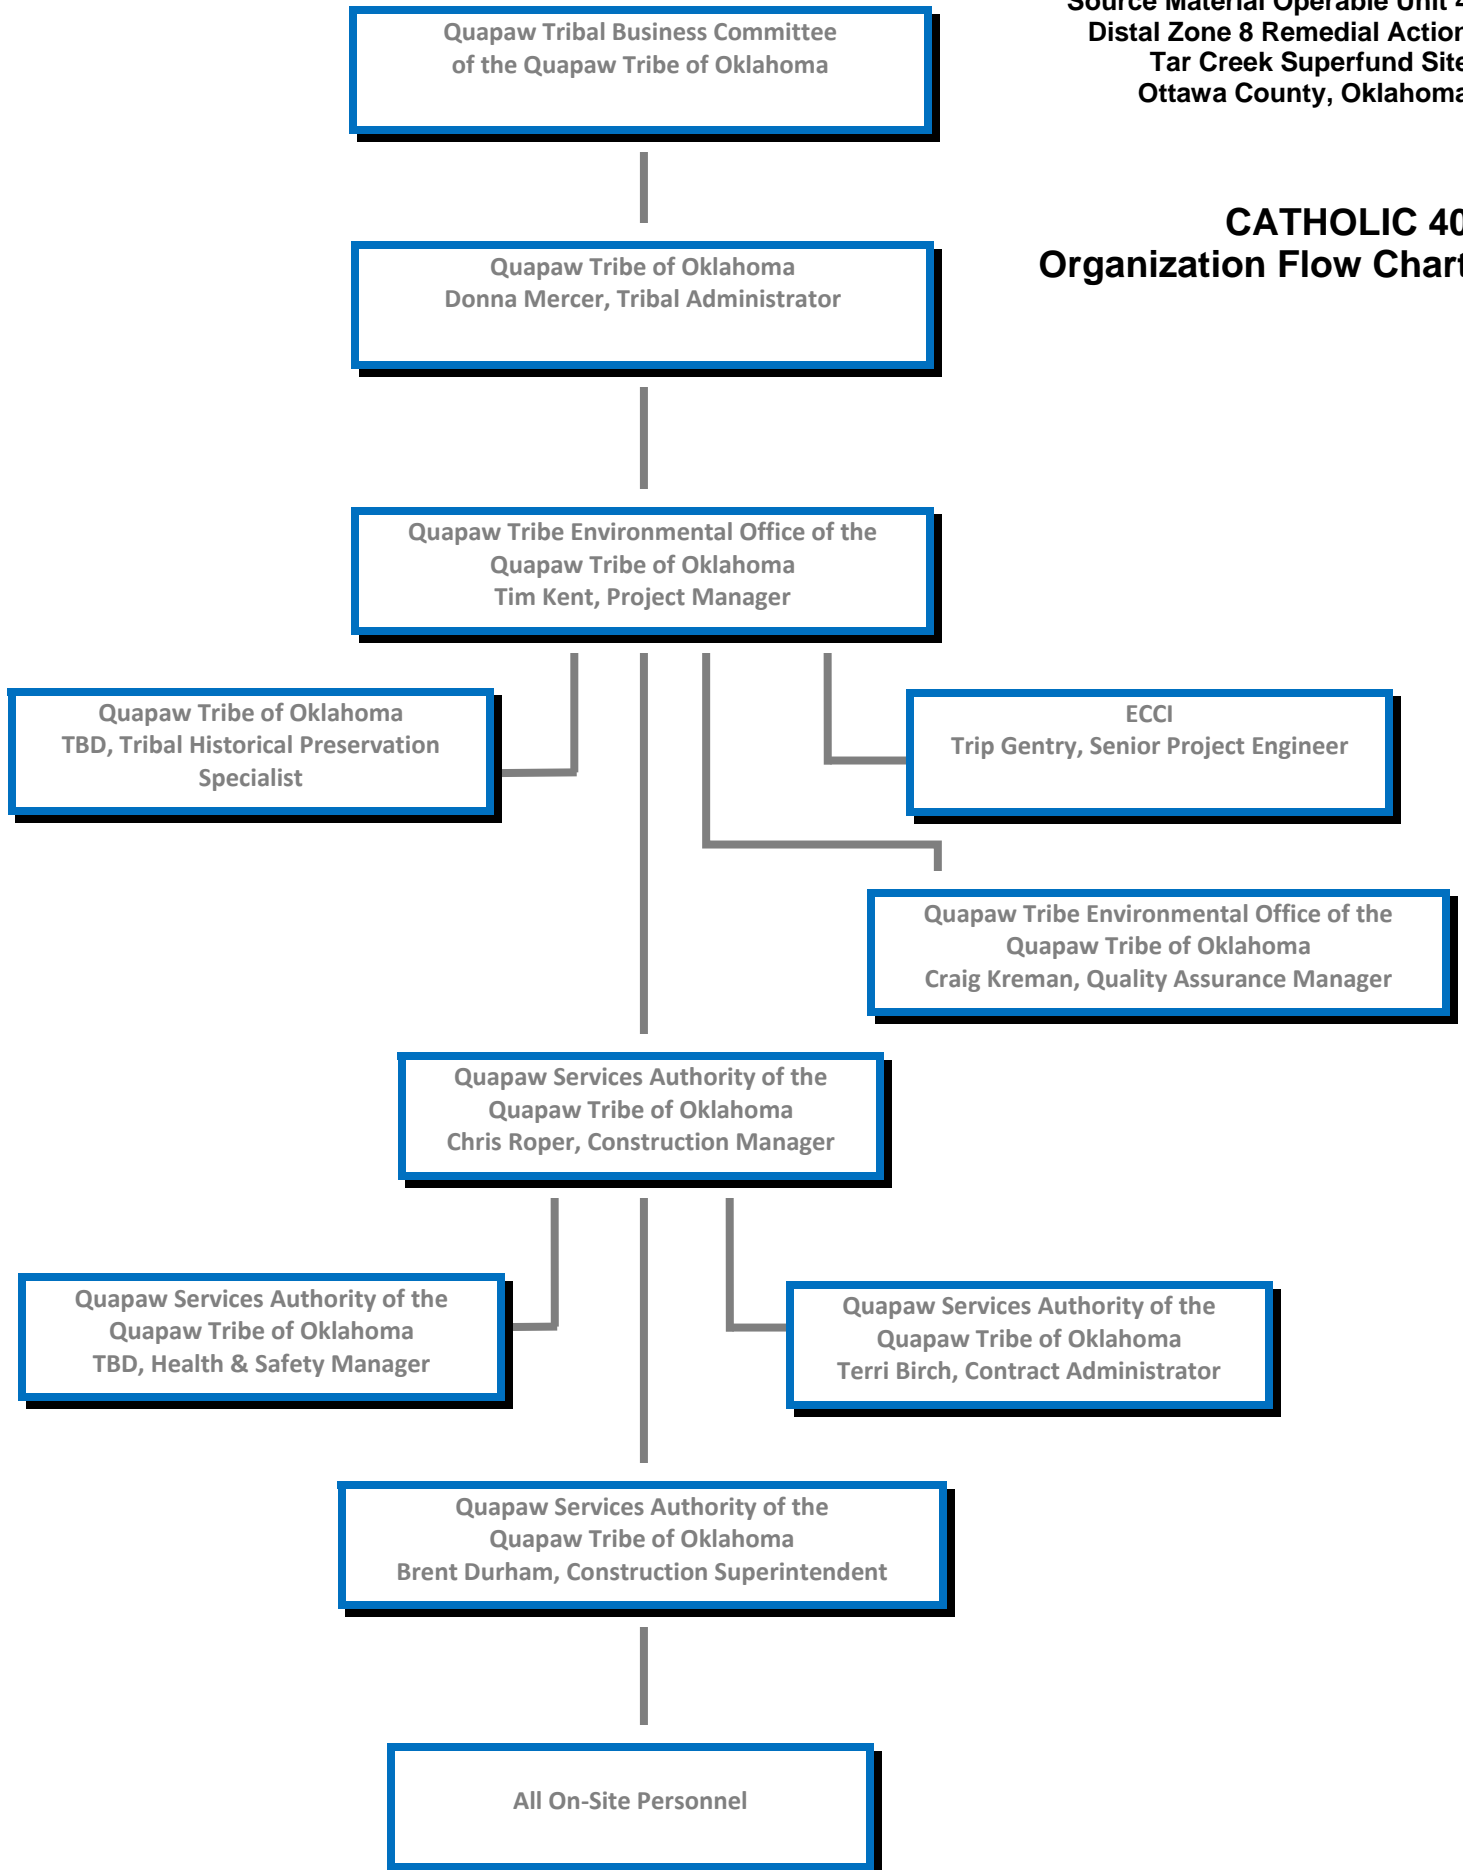 Source Material Operable Unit 4
Distal Zone 8 Remedial Action
Tar Creek Superfund Site
Ottawa County, Oklahoma
CATHOLIC 40
Organization Flow Chart
Quapaw Tribal Business Committee
of the Quapaw Tribe of Oklahoma
Quapaw Tribe of Oklahoma
Donna Mercer, Tribal Administrator
Quapaw Tribe Environmental Office of the
Quapaw Tribe of Oklahoma
Tim Kent, Project Manager
Quapaw Tribe of Oklahoma
TBD, Tribal Historical Preservation
Specialist
ECCI
Trip Gentry, Senior Project Engineer
Quapaw Tribe Environmental Office of the
Quapaw Tribe of Oklahoma
Craig Kreman, Quality Assurance Manager
Quapaw Services Authority of the
Quapaw Tribe of Oklahoma
Chris Roper, Construction Manager
Quapaw Services Authority of the
Quapaw Tribe of Oklahoma
TBD, Health & Safety Manager
Quapaw Services Authority of the
Quapaw Tribe of Oklahoma
Terri Birch, Contract Administrator
Quapaw Services Authority of the
Quapaw Tribe of Oklahoma
Brent Durham, Construction Superintendent
All On-Site Personnel